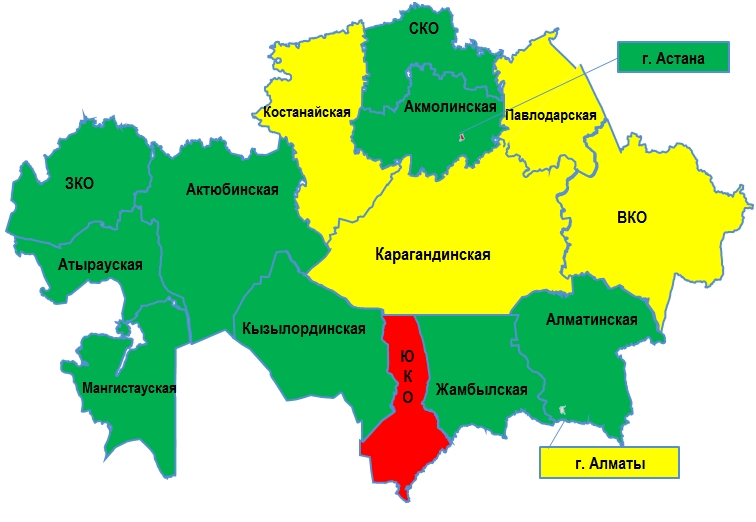 СКО
г. Астана
Костанайская
Акмолинская
Павлодарская
ЗКО
Актюбинская
ВКО
Атырауская
Карагандинская
Кызылординская
Алматинская
Ю
К
О
Мангистауская
Жамбылская
г. Алматы